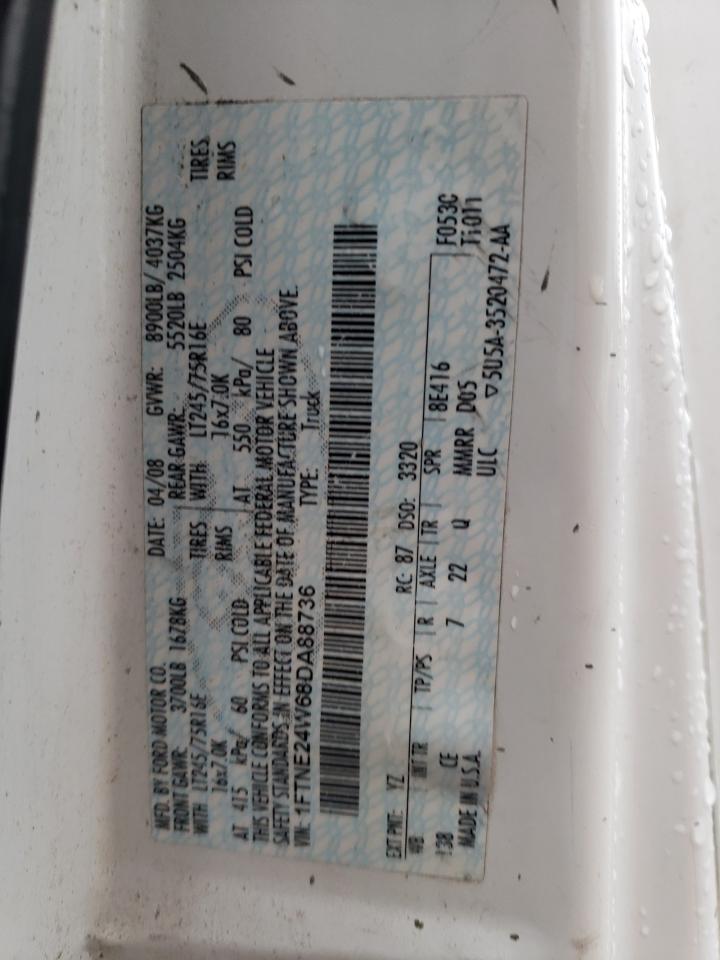 MFD. BY FORD MOTOR CO. DATE: 04/08 GVWR: 8900LB/ 4037KG
FRONT GAWR: 3700LB 1678KG REAR GAWR: 5520LB 2504KG
WITH LT245/75R16E TIRES WITH LT245/75R16E TIRES
16x7.0K RIMS 16x7.0K RIMS
AT 415 kPa/ 60 PSI COLD AT 550 kPa/ 80 PSI COLD
THIS VEHICLE CONFORMS TO ALL APPLICABLE FEDERAL MOTOR VEHICLE
SAFETY STANDARDS IN EFFECT ON THE DATE OF MANUFACTURE SHOWN ABOVE.
VIN: 1FTNE24W68DA88736 TYPE: Truck
EXT PNT: YZ RC: 87 DSO: 3320
WB INT TR TP/PS R AXLE TR SPR 8E416 F053C
138 CE 7 22 Q MMRR D05 Ti:011
MADE IN U.S.A. ULC ▽5U5A-3520472-AA